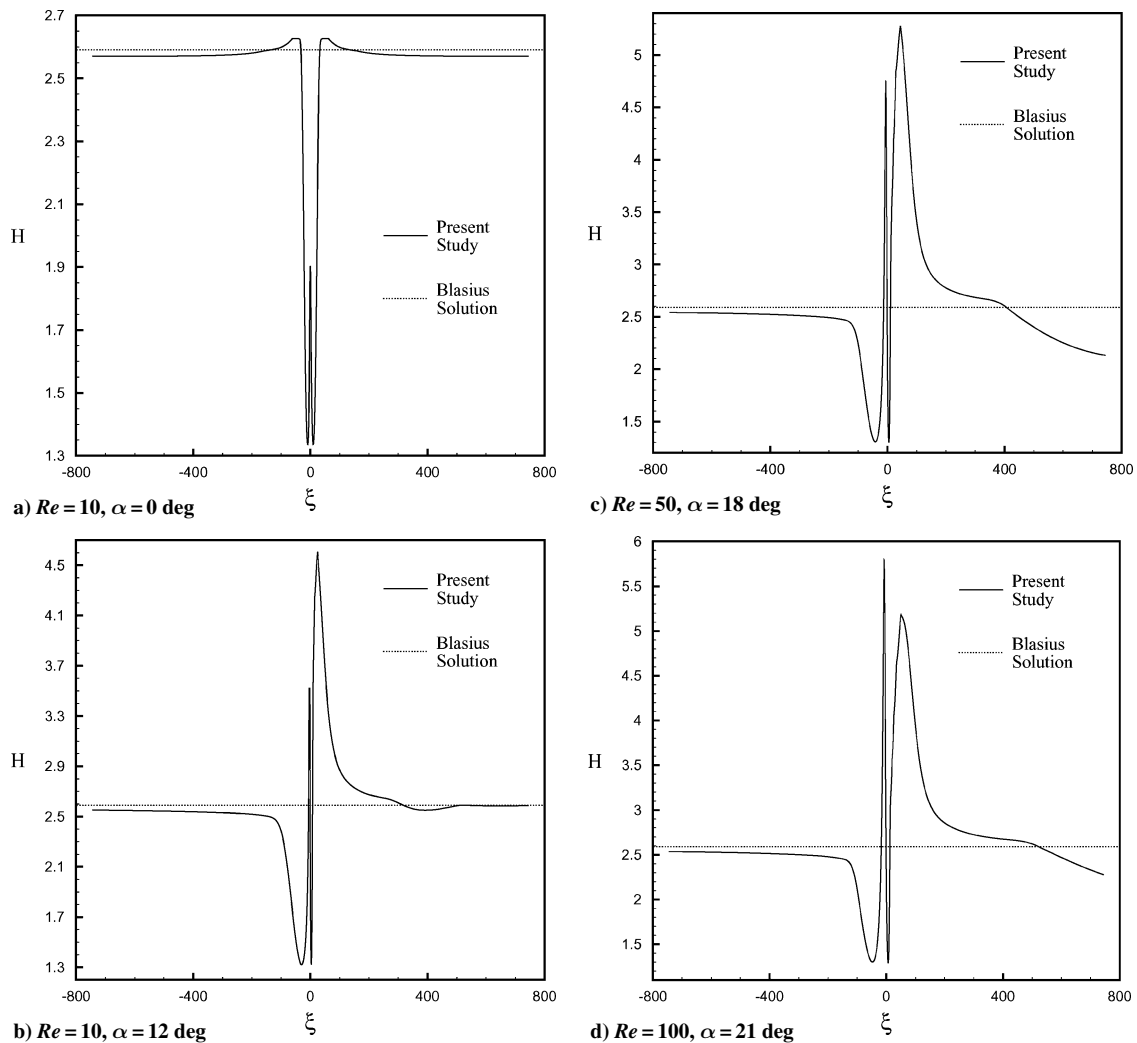 2.7
2.5
2.3
2.1
1.9
1.7
1.5
1.3
H
Present
Study
Blasius
Solution
-800
-400
0
400
800
ξ
a) Re = 10, α = 0 deg
5
4.5
4
3.5
3
2.5
2
1.5
H
Present
Study
Blasius
Solution
-800
-400
0
400
800
ξ
c) Re = 50, α = 18 deg
4.5
4.1
3.7
3.3
2.9
2.5
2.1
1.7
1.3
H
Present
Study
Blasius
Solution
-800
-400
0
400
800
ξ
b) Re = 10, α = 12 deg
6
5.5
5
4.5
4
3.5
3
2.5
2
1.5
H
Present
Study
Blasius
Solution
-800
-400
0
400
800
ξ
d) Re = 100, α = 21 deg